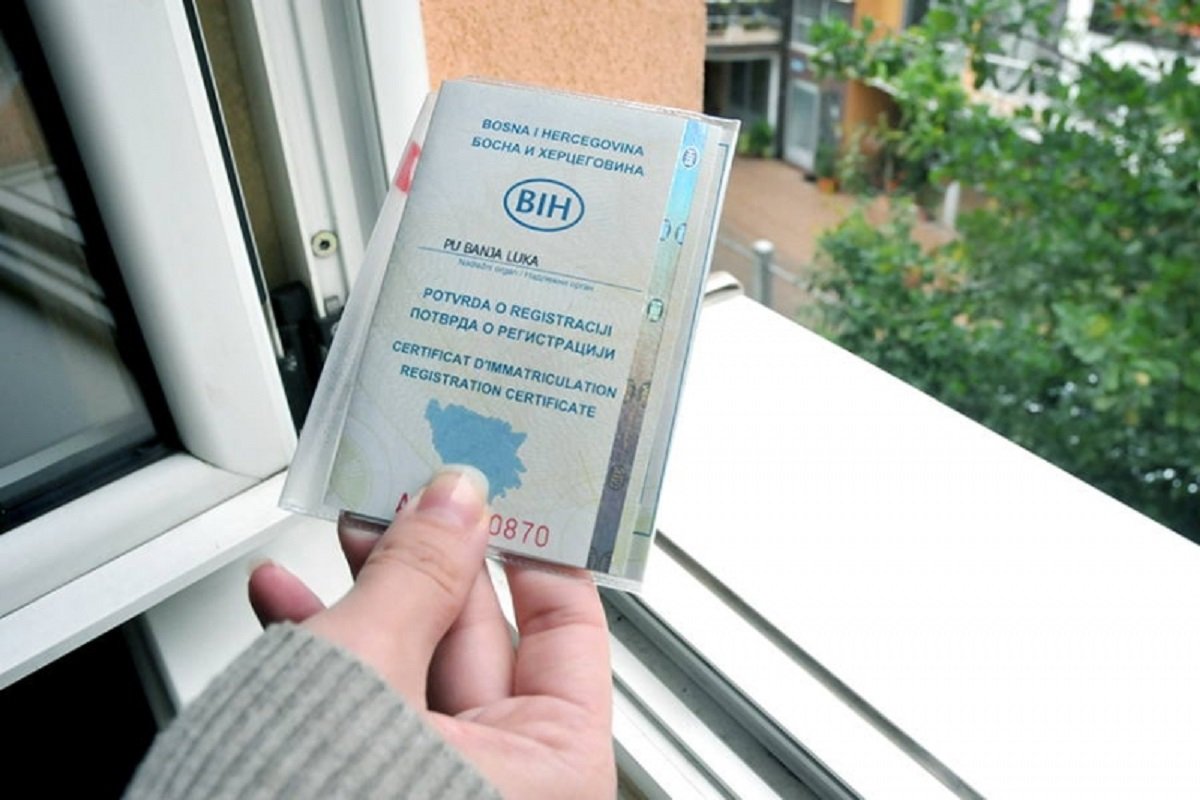 BOSNA I HERCEGOVINA
БОСНА И ХЕРЦЕГОВИНА
BIH
PU BANJA LUKA
Nadležni organ / Надлежни орган
POTVRDA O REGISTRACIJI
ПОТВРДА О РЕГИСТРАЦИЈИ
CERTIFICAT D'IMMATRICULATION
REGISTRATION CERTIFICATE
0870